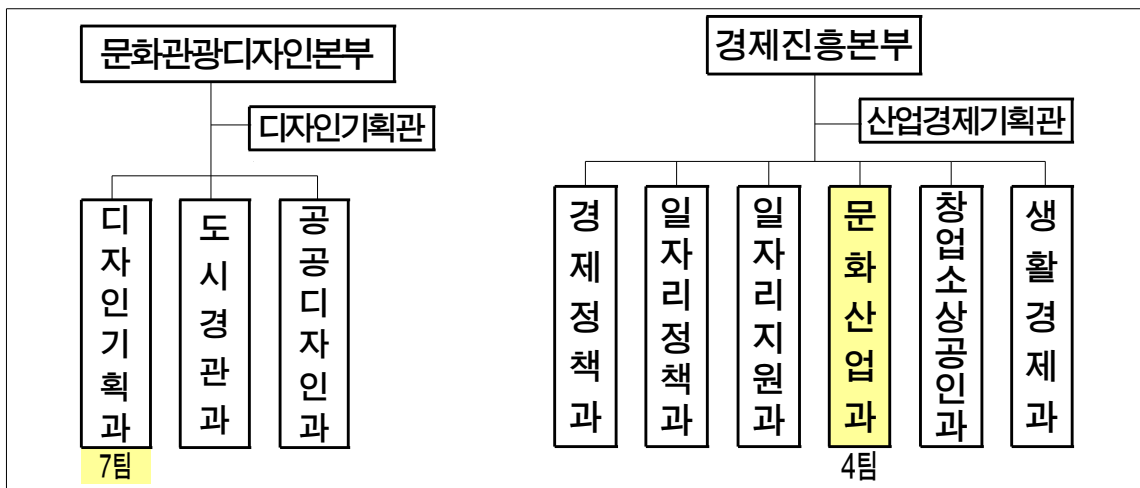 문화관광디자인본부
디자인기획관
디자인기획과
도시경관과
공공디자인과
7팀
경제진흥본부
산업경제기획관
경제정책과
일자리정책과
일자리지원과
문화산업과
창업소상공인과
생활경제과
4팀